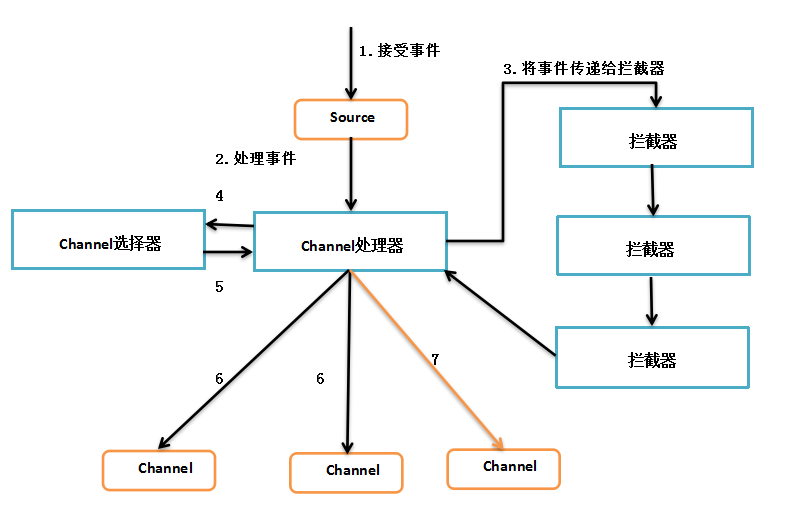 1.接受事件
3.将事件传递给拦截器
Source
拦截器
2.处理事件
4
Channel选择器
Channel处理器
拦截器
5
7
拦截器
6
6
Channel
Channel
Channel